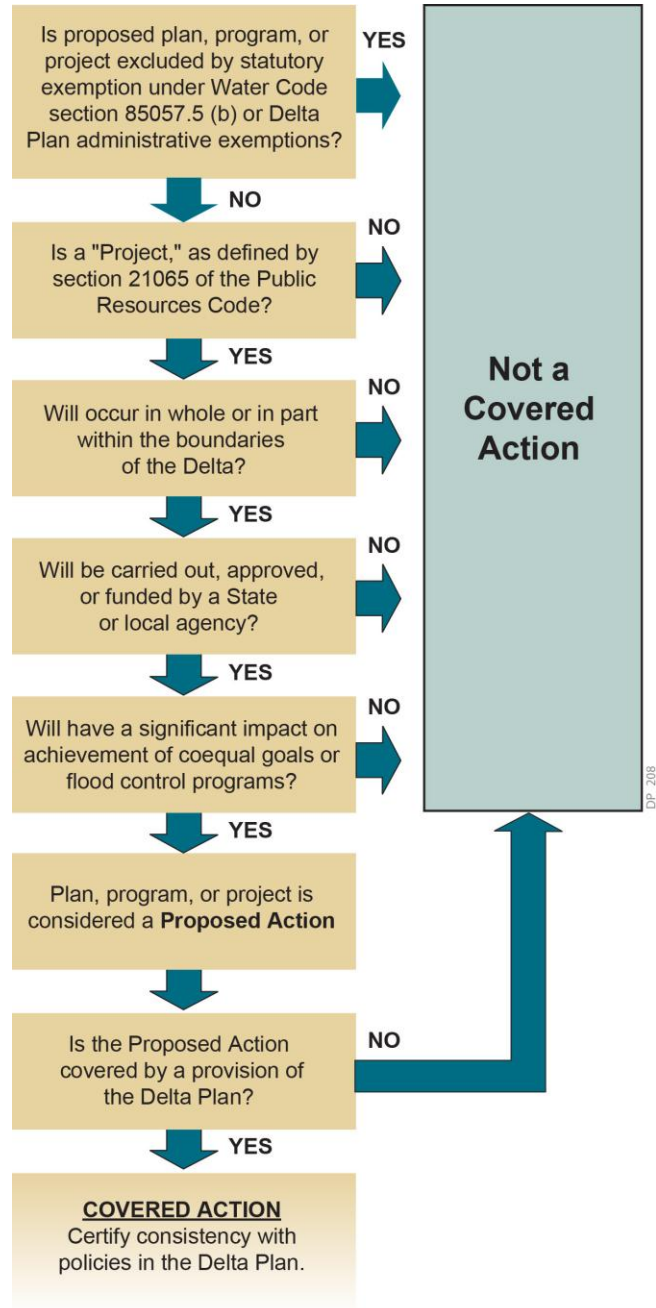 Is proposed plan, program, or
project excluded by statutory
exemption under Water Code
section 85057.5 (b) or Delta
Plan administrative exemptions?
YES
NO
Is a "Project," as defined by
section 21065 of the Public
Resources Code?
NO
YES
Will occur in whole or in part
within the boundaries
of the Delta?
NO
YES
Will be carried out, approved,
or funded by a State
or local agency?
NO
YES
Will have a significant impact on
achievement of coequal goals or
flood control programs?
NO
YES
Plan, program, or project is
considered a Proposed Action
Is the Proposed Action
covered by a provision of
the Delta Plan?
NO
YES
COVERED ACTION
Certify consistency with
policies in the Delta Plan.
Not a
Covered
Action
DP_208